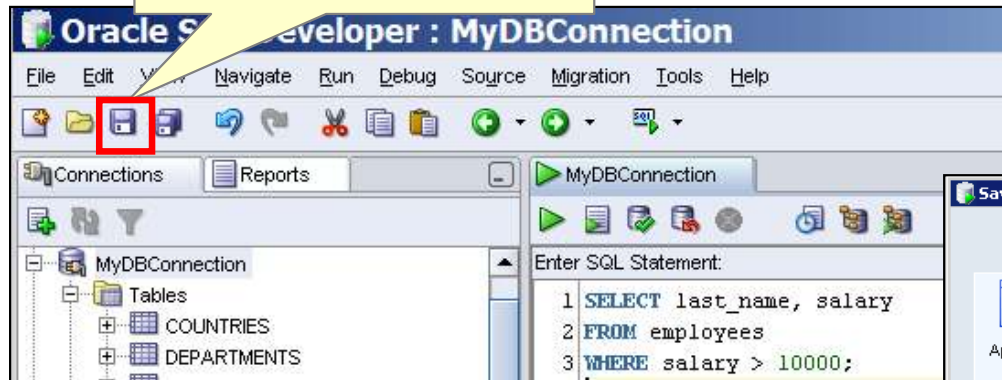 Oracle S eveloper : MyDBConnection
File Edit Navigate Run Debug Source Migration Tools Help
Connections Reports MyDBConnection
Sav
MyDBConnection Enter SQL Statement:
Tables 1 SELECT last_name, salary
COUNTRIES 2 FROM employees
DEPARTMENTS 3 WHERE salary > 10000;